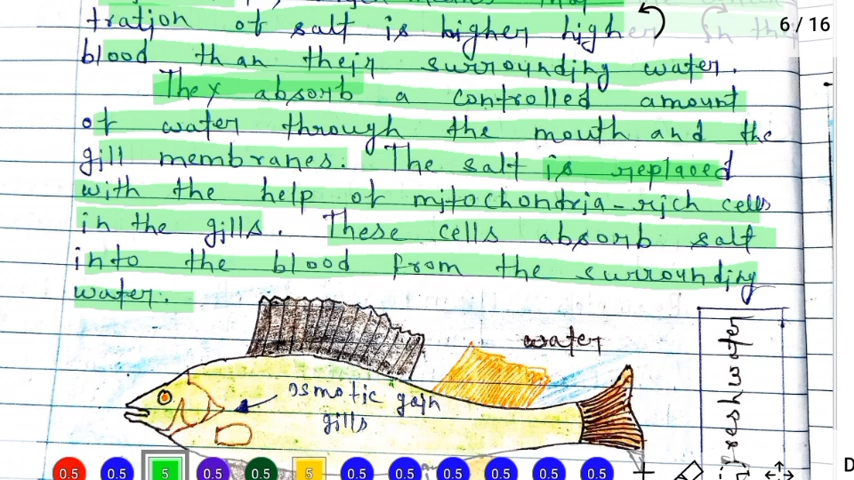 6 / 16
tration of salt is higher higher in th
blood than their surrounding water.
They absorb a controlled amount
of water through the mouth and the
gill membranes. The salt is replaced
with the help of mitochondria-rich cells
in the gills. These cells absorb salt
into the blood from the surrounding
water.
water
osmotic gain
gills
freshwater
D
0.5 0.5 5 0.5 0.5 5 0.5 0.5 0.5 0.5 0.5 0.5